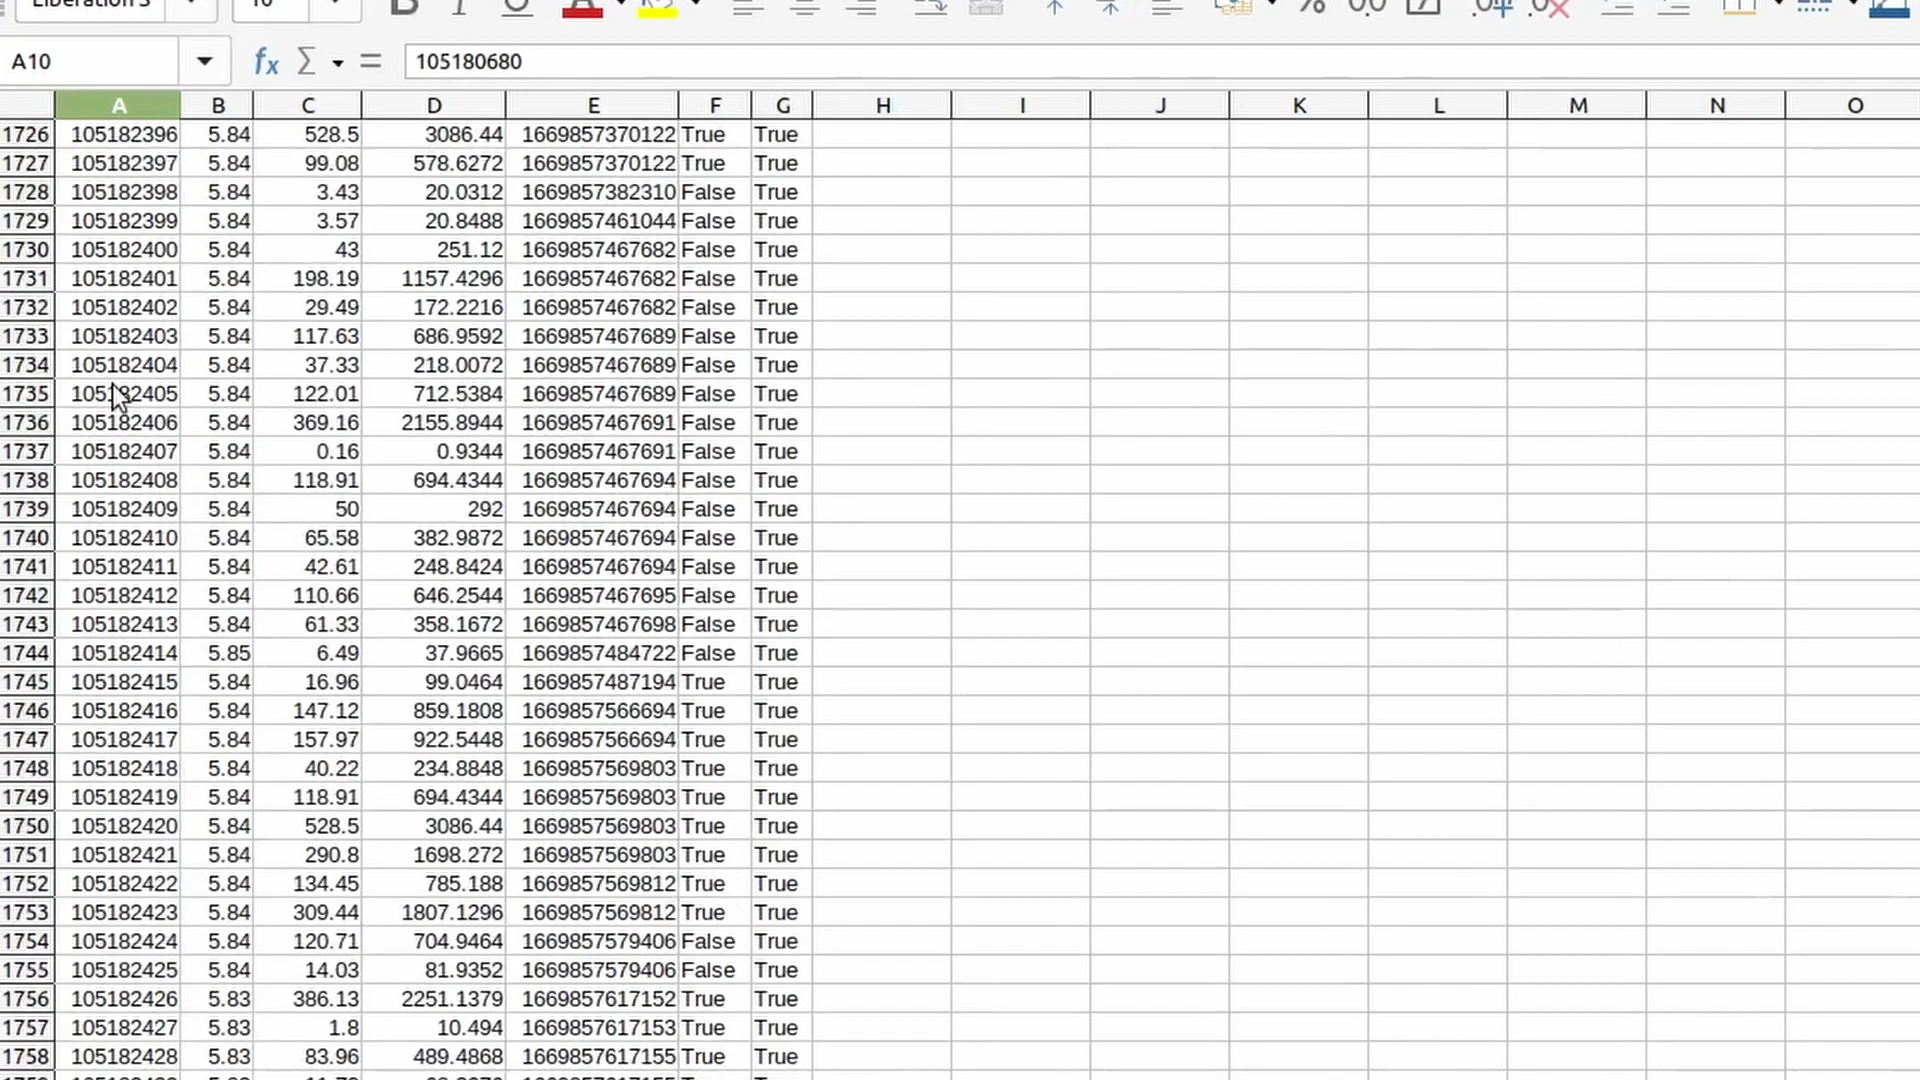 Liberation S 10
A10 fx Σ = 105180680
A B C D E F G H I J K L M N O
1726 105182396 5.84 528.5 3086.44 1669857370122 True True
1727 105182397 5.84 99.08 578.6272 1669857370122 True True
1728 105182398 5.84 3.43 20.0312 1669857382310 False True
1729 105182399 5.84 3.57 20.8488 1669857461044 False True
1730 105182400 5.84 43 251.12 1669857467682 False True
1731 105182401 5.84 198.19 1157.4296 1669857467682 False True
1732 105182402 5.84 29.49 172.2216 1669857467682 False True
1733 105182403 5.84 117.63 686.9592 1669857467689 False True
1734 105182404 5.84 37.33 218.0072 1669857467689 False True
1735 105182405 5.84 122.01 712.5384 1669857467689 False True
1736 105182406 5.84 369.16 2155.8944 1669857467691 False True
1737 105182407 5.84 0.16 0.9344 1669857467691 False True
1738 105182408 5.84 118.91 694.4344 1669857467694 False True
1739 105182409 5.84 50 292 1669857467694 False True
1740 105182410 5.84 65.58 382.9872 1669857467694 False True
1741 105182411 5.84 42.61 248.8424 1669857467694 False True
1742 105182412 5.84 110.66 646.2544 1669857467695 False True
1743 105182413 5.84 61.33 358.1672 1669857467698 False True
1744 105182414 5.85 6.49 37.9665 1669857484722 False True
1745 105182415 5.84 16.96 99.0464 1669857487194 True True
1746 105182416 5.84 147.12 859.1808 1669857566694 True True
1747 105182417 5.84 157.97 922.5448 1669857566694 True True
1748 105182418 5.84 40.22 234.8848 1669857569803 True True
1749 105182419 5.84 118.91 694.4344 1669857569803 True True
1750 105182420 5.84 528.5 3086.44 1669857569803 True True
1751 105182421 5.84 290.8 1698.272 1669857569803 True True
1752 105182422 5.84 134.45 785.188 1669857569812 True True
1753 105182423 5.84 309.44 1807.1296 1669857569812 True True
1754 105182424 5.84 120.71 704.9464 1669857579406 False True
1755 105182425 5.84 14.03 81.9352 1669857579406 False True
1756 105182426 5.83 386.13 2251.1379 1669857617152 True True
1757 105182427 5.83 1.8 10.494 1669857617153 True True
1758 105182428 5.83 83.96 489.4868 1669857617155 True True